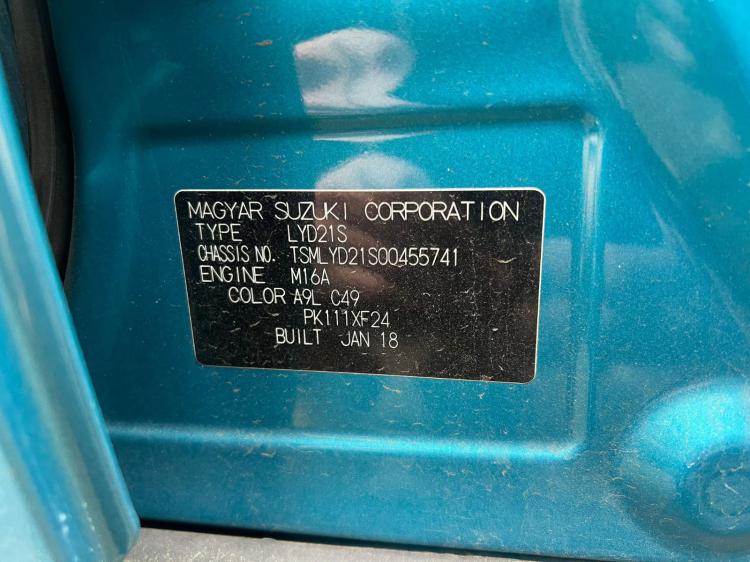 MAGYAR SUZUKI CORPORATION
TYPE LYD21S
CHASSIS NO. TSMLYD21S00455741
ENGINE M16A
COLOR A9L C49
PK111XF24
BUILT JAN 18